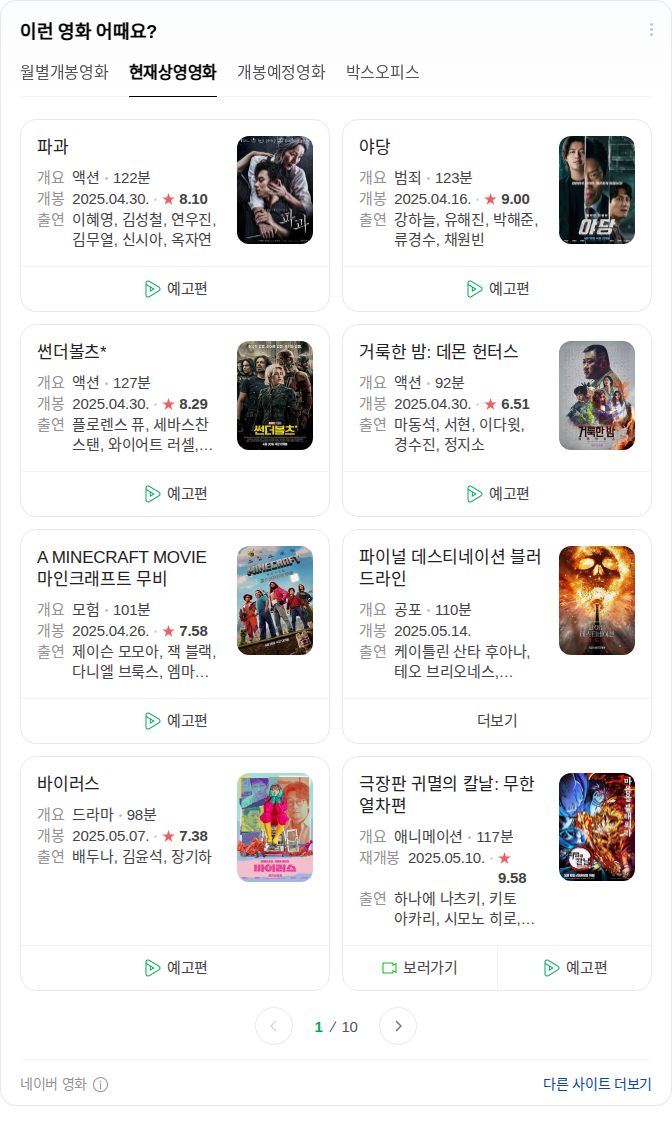 이런 영화 어때요?
월별개봉영화 현재상영영화 개봉예정영화 박스오피스
파과
개요 액션 · 122분
개봉 2025.04.30. · ★ 8.10
출연 이혜영, 김성철, 연우진,
김무열, 신시아, 옥자연
파과
예고편
야당
개요 범죄 · 123분
개봉 2025.04.16. · ★ 9.00
출연 강하늘, 유해진, 박해준,
류경수, 채원빈
야당
예고편
썬더볼츠*
개요 액션 · 127분
개봉 2025.04.30. · ★ 8.29
출연 플로렌스 퓨, 세바스찬
스탠, 와이어트 러셀,...
썬더볼츠*
예고편
거룩한 밤: 데몬 헌터스
개요 액션 · 92분
개봉 2025.04.30. · ★ 6.51
출연 마동석, 서현, 이다윗,
경수진, 정지소
거룩한 밤
예고편
A MINECRAFT MOVIE
마인크래프트 무비
개요 모험 · 101분
개봉 2025.04.26. · ★ 7.58
출연 제이슨 모모아, 잭 블랙,
다니엘 브룩스, 엠마...
MINECRAFT
예고편
파이널 데스티네이션 블러
드라인
개요 공포 · 110분
개봉 2025.05.14.
출연 케이틀린 산타 후아나,
테오 브리오네스,...
더보기
바이러스
개요 드라마 · 98분
개봉 2025.05.07. · ★ 7.38
출연 배두나, 김윤석, 장기하
바이러스
예고편
극장판 귀멸의 칼날: 무한
열차편
개요 애니메이션 · 117분
재개봉 2025.05.10. · ★
9.58
출연 하나에 나츠키, 키토
아카리, 시모노 히로,...
보러가기 예고편
1 / 10
네이버 영화
다른 사이트 더보기